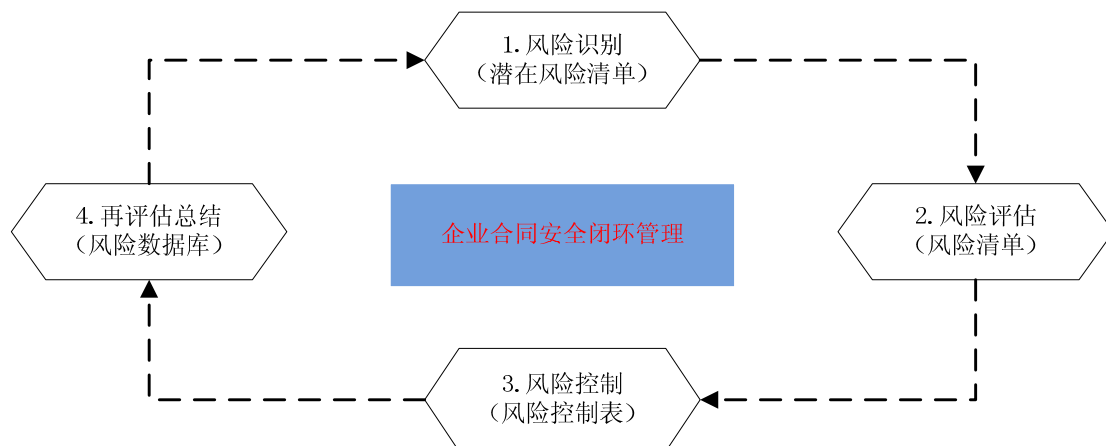 1.风险识别
（潜在风险清单）
4.再评估总结
（风险数据库）
企业合同安全闭环管理
2.风险评估
（风险清单）
3.风险控制
（风险控制表）